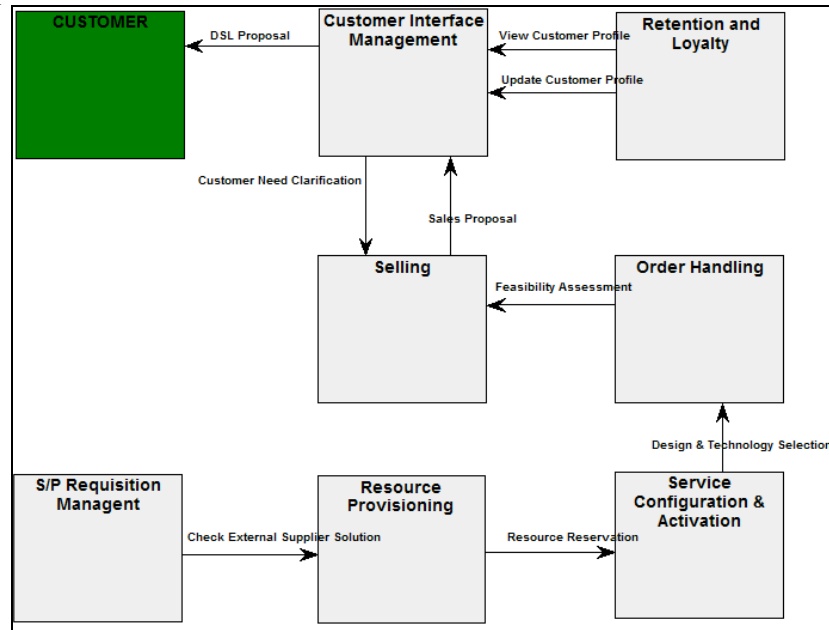 CUSTOMER
DSL Proposal
Customer Interface
Management
View Customer Profile
Update Customer Profile
Retention and
Loyalty
Customer Need Clarification
Sales Proposal
Selling
Feasibility Assessment
Order Handling
Design & Technology Selection
S/P Requisition
Managent
Check External Supplier Solution
Resource
Provisioning
Resource Reservation
Service
Configuration &
Activation